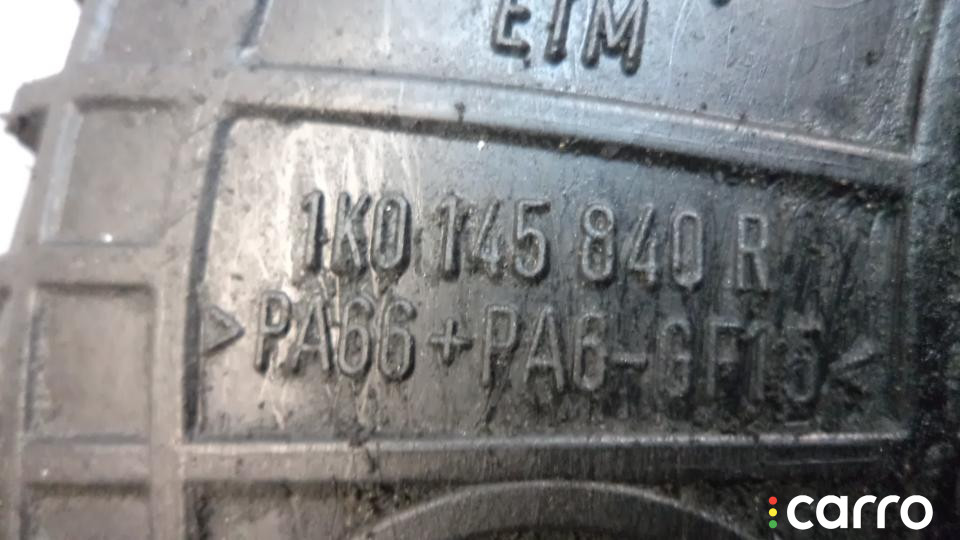 ETM
1K0 145 840 R
>PA66+PA6-GF15<
carro